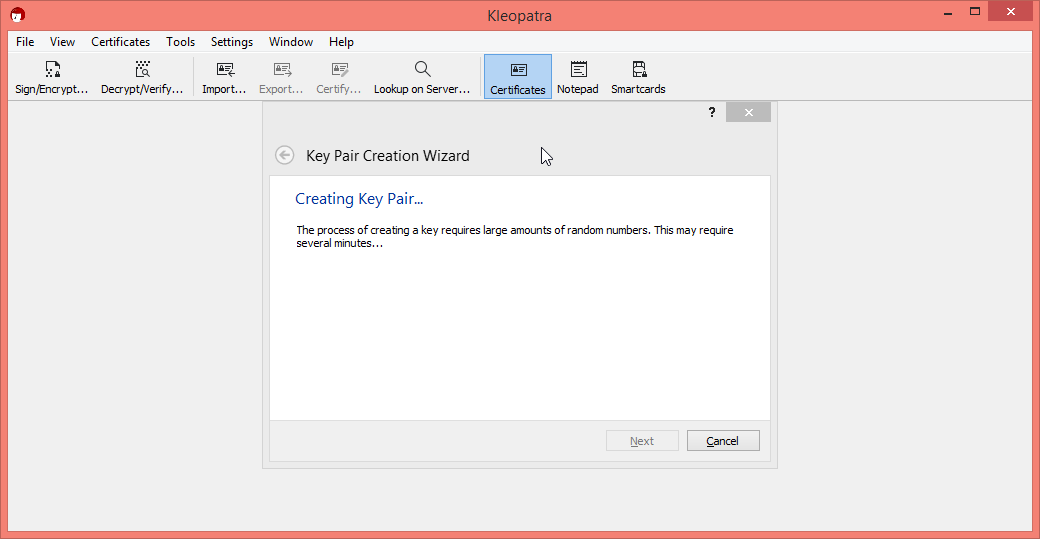 Kleopatra
File View Certificates Tools Settings Window Help
Sign/Encrypt... Decrypt/Verify... Import... Export... Certify... Lookup on Server... Certificates Notepad Smartcards
?
Key Pair Creation Wizard
Creating Key Pair...
The process of creating a key requires large amounts of random numbers. This may require
several minutes...
Next Cancel